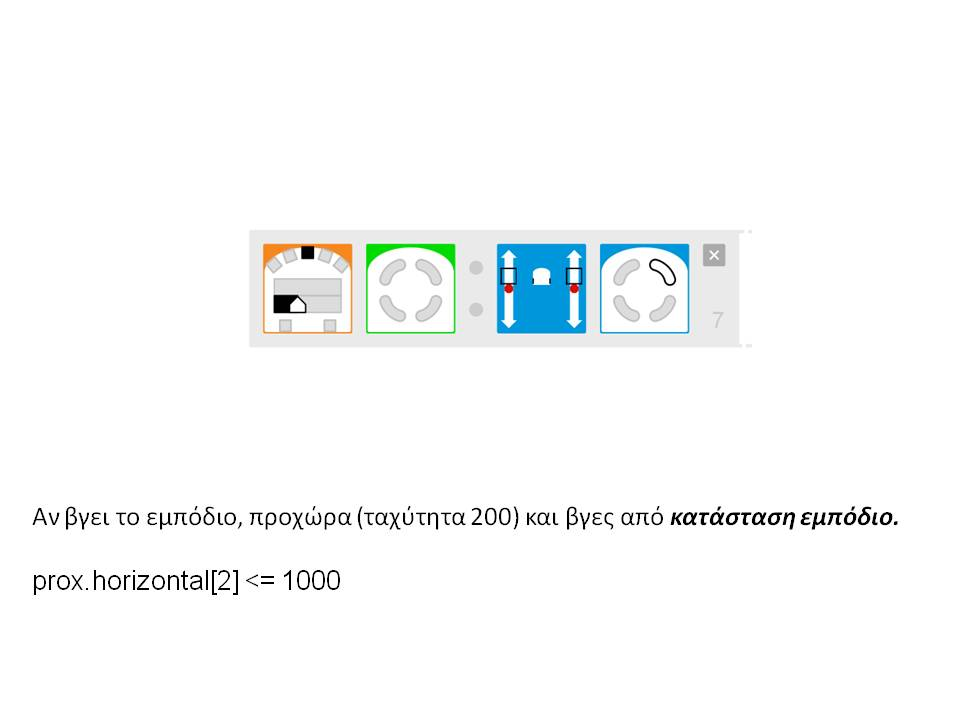 7
Αν βγει το εμπόδιο, προχώρα (ταχύτητα 200) και βγες από κατάσταση εμπόδιο.
prox.horizontal[2] <= 1000